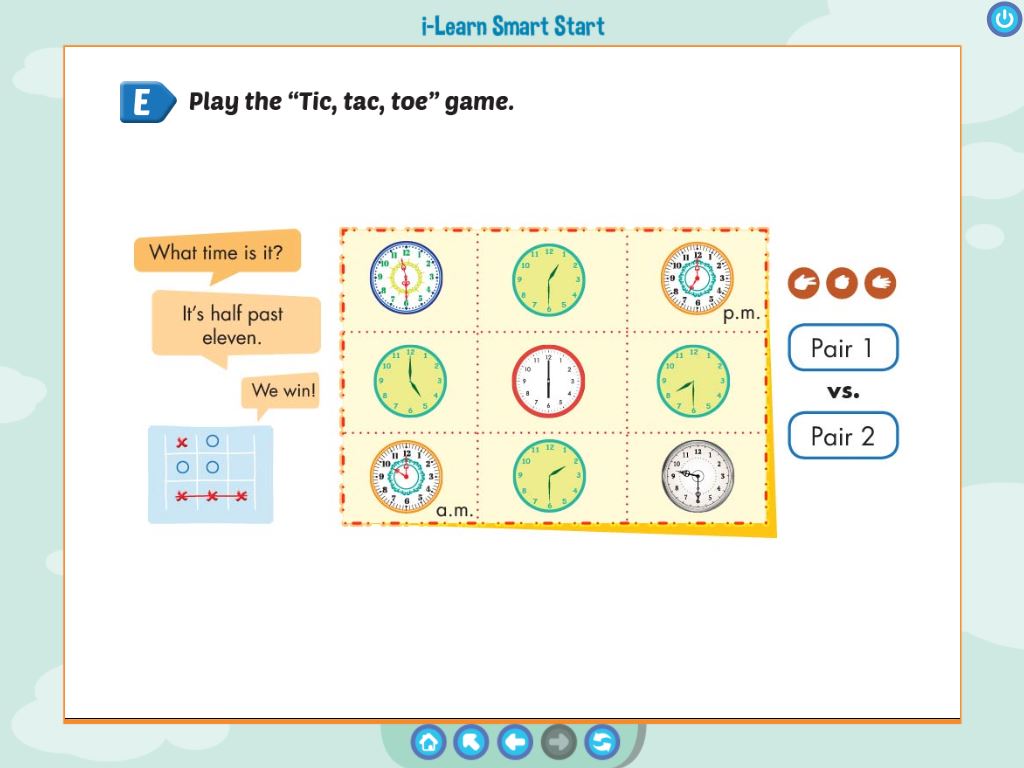 i-Learn Smart Start
E Play the “Tic, tac, toe” game.
What time is it?
It's half past
eleven.
We win!
p.m.
a.m.
Pair 1
vs.
Pair 2